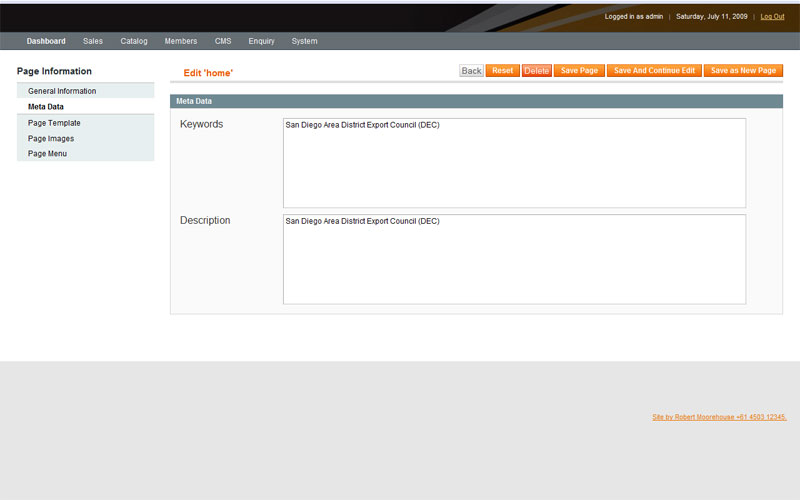 Logged in as admin | Saturday, July 11, 2009 | Log Out
Dashboard Sales Catalog Members CMS Enquiry System
Page Information
General Information
Meta Data
Page Template
Page Images
Page Menu
Edit 'home'
Back Reset Delete Save Page Save And Continue Edit Save as New Page
Meta Data
Keywords
San Diego Area District Export Council (DEC)
Description
San Diego Area District Export Council (DEC)
Site by Robert Moorehouse +61 4503 12345.